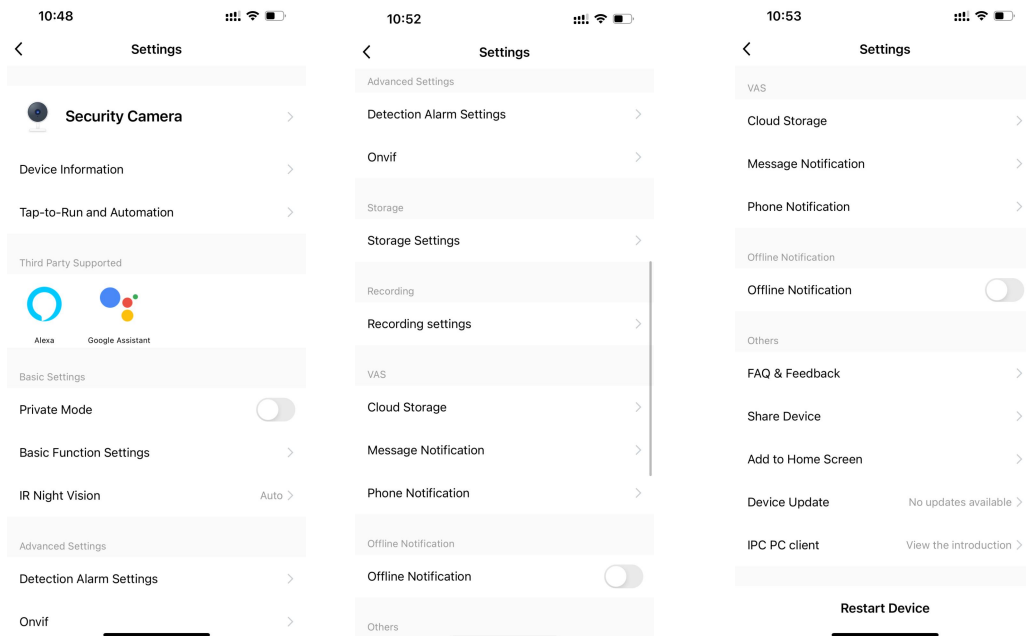 10:48
Settings
Security Camera
Device Information
Tap-to-Run and Automation
Third Party Supported
Alexa
Google Assistant
Basic Settings
Private Mode
Basic Function Settings
IR Night Vision Auto
Advanced Settings
Detection Alarm Settings
Onvif
10:52
Settings
Advanced Settings
Detection Alarm Settings
Onvif
Storage
Storage Settings
Recording
Recording settings
VAS
Cloud Storage
Message Notification
Phone Notification
Offline Notification
Offline Notification
Others
10:53
Settings
VAS
Cloud Storage
Message Notification
Phone Notification
Offline Notification
Offline Notification
Others
FAQ & Feedback
Share Device
Add to Home Screen
Device Update No updates available
IPC PC client View the introduction
Restart Device